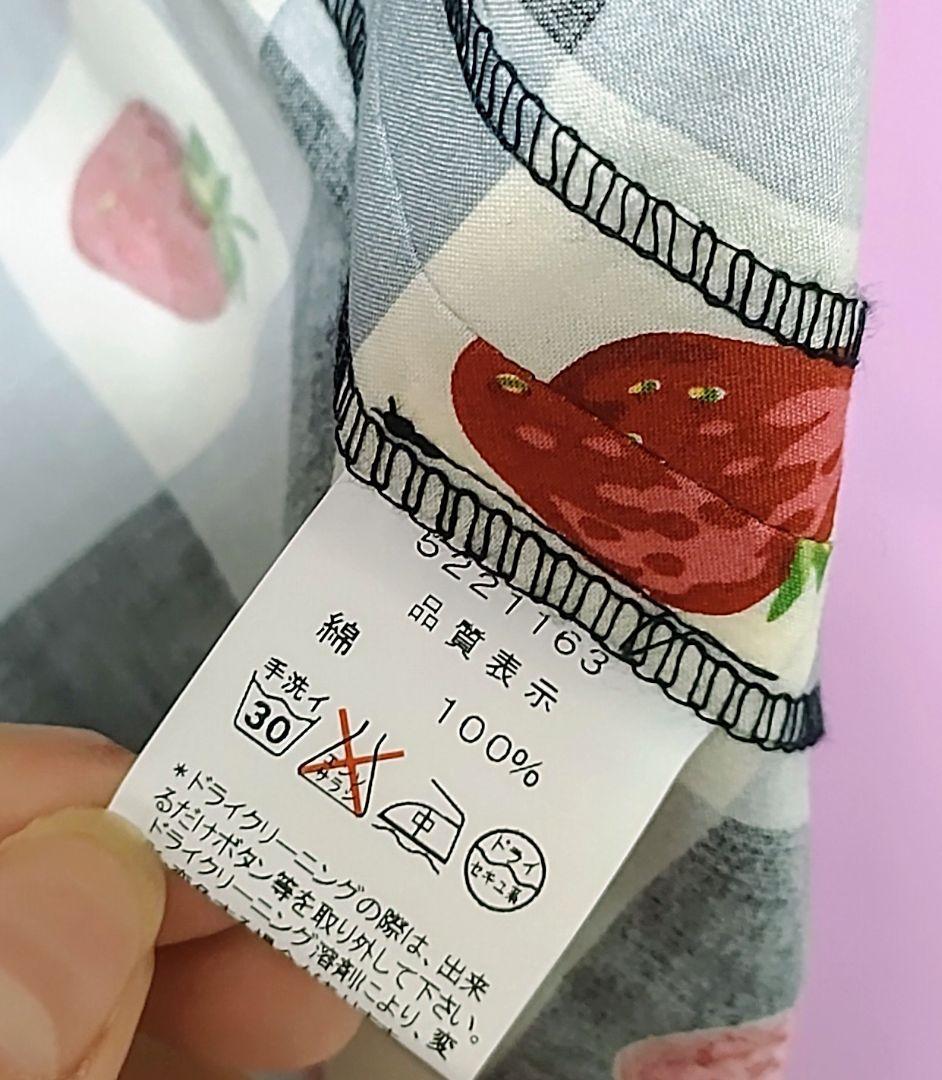 5221163
品質表示
綿 100%
手洗イ
30
エンソ
サラシ
中
ドライ
セキユ系
*ドライクリーニングの際は、出来
るだけボタン等を取り外して下さい。
ドライクリーニング溶剤により、変